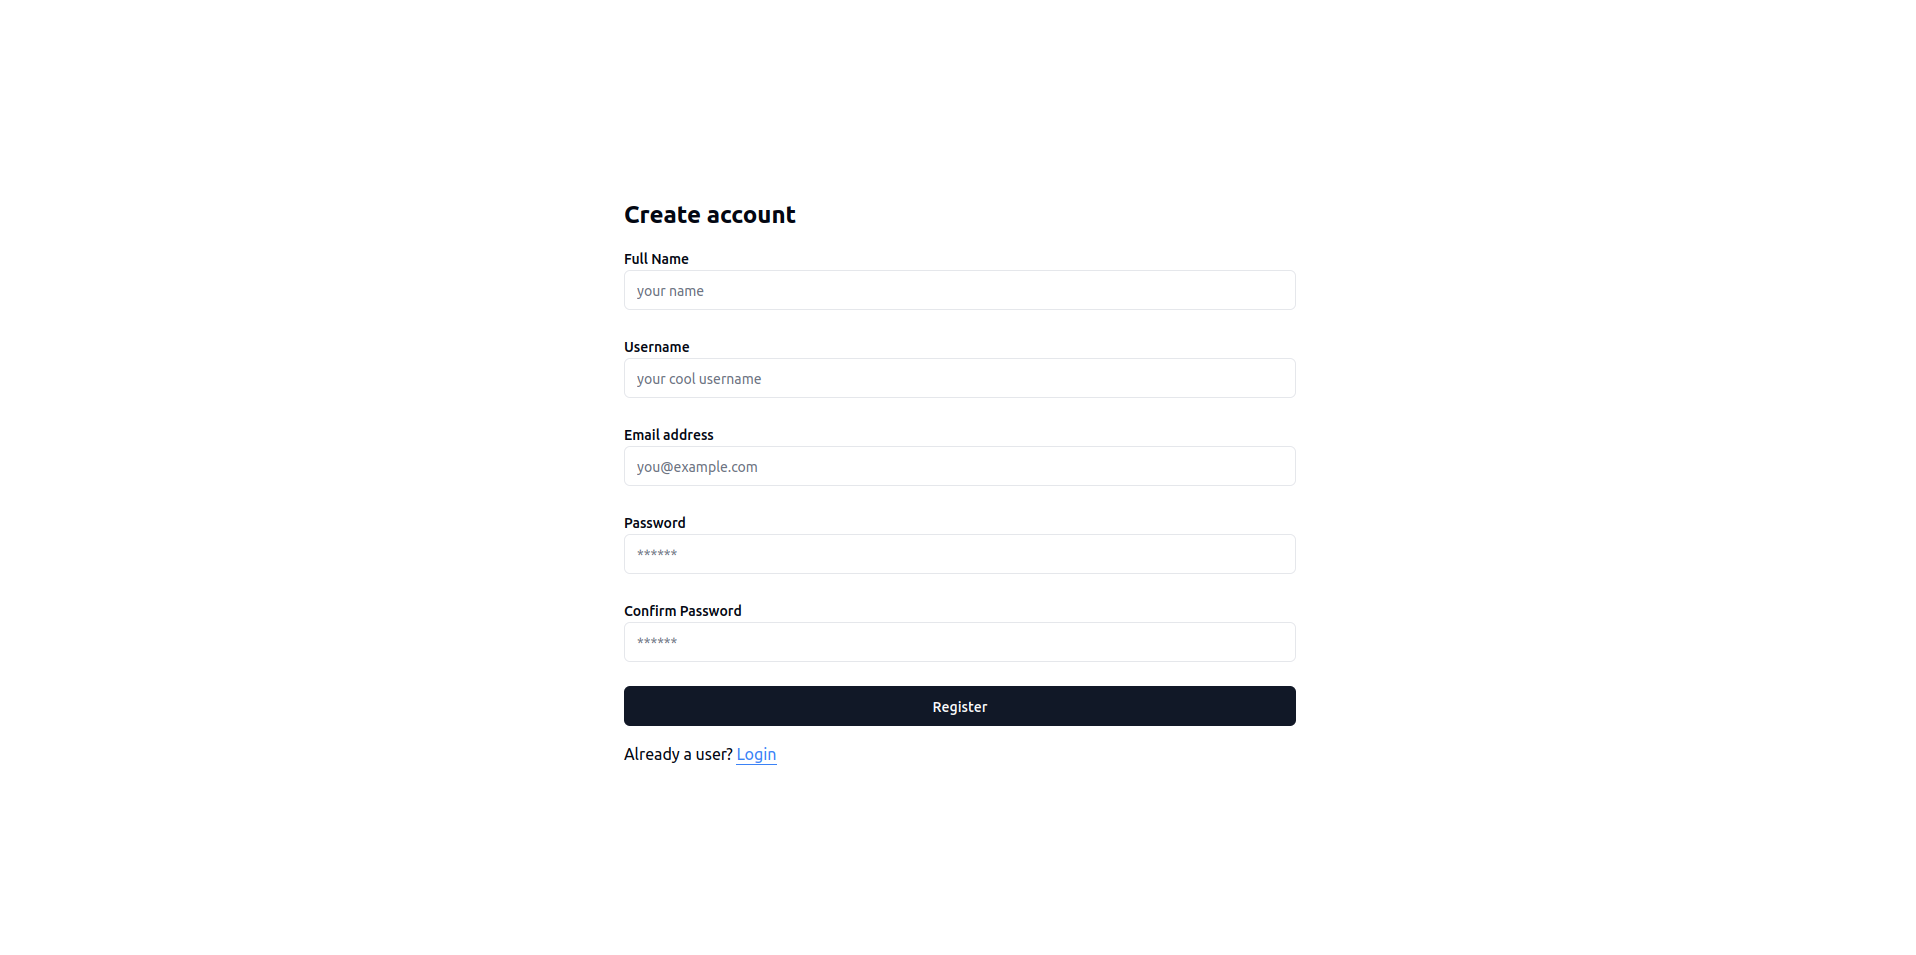 Create account
Full Name
your name
Username
your cool username
Email address
you@example.com
Password
******
Confirm Password
******
Register
Already a user? Login